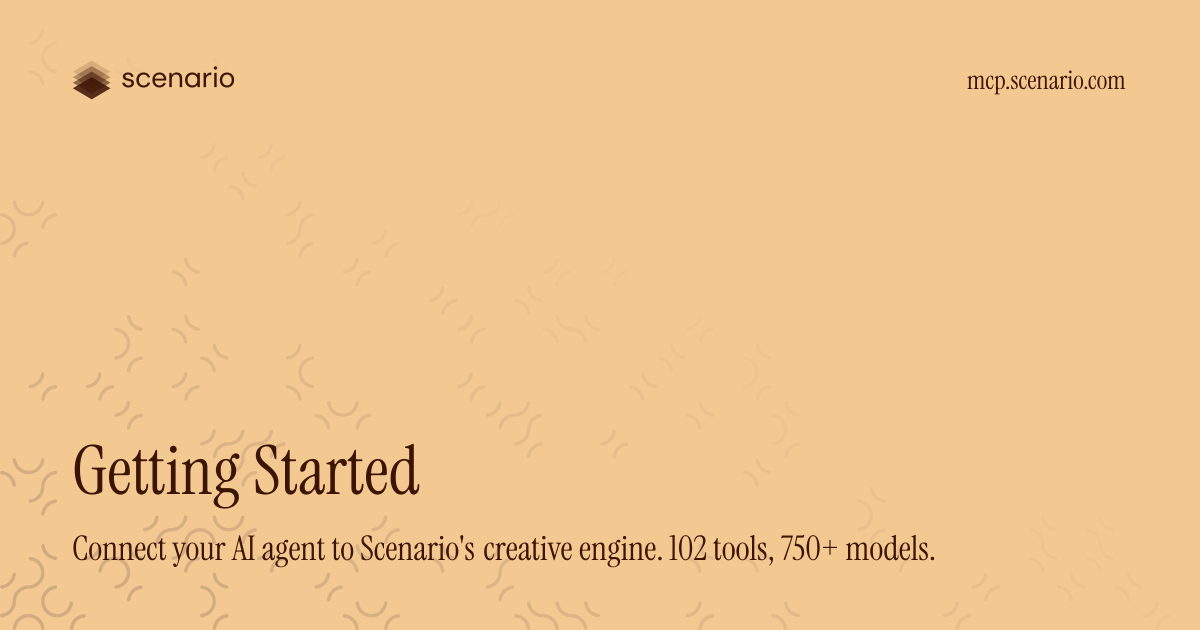 scenario
mcp.scenario.com
Getting Started
Connect your AI agent to Scenario's creative engine. 102 tools, 750+ models.